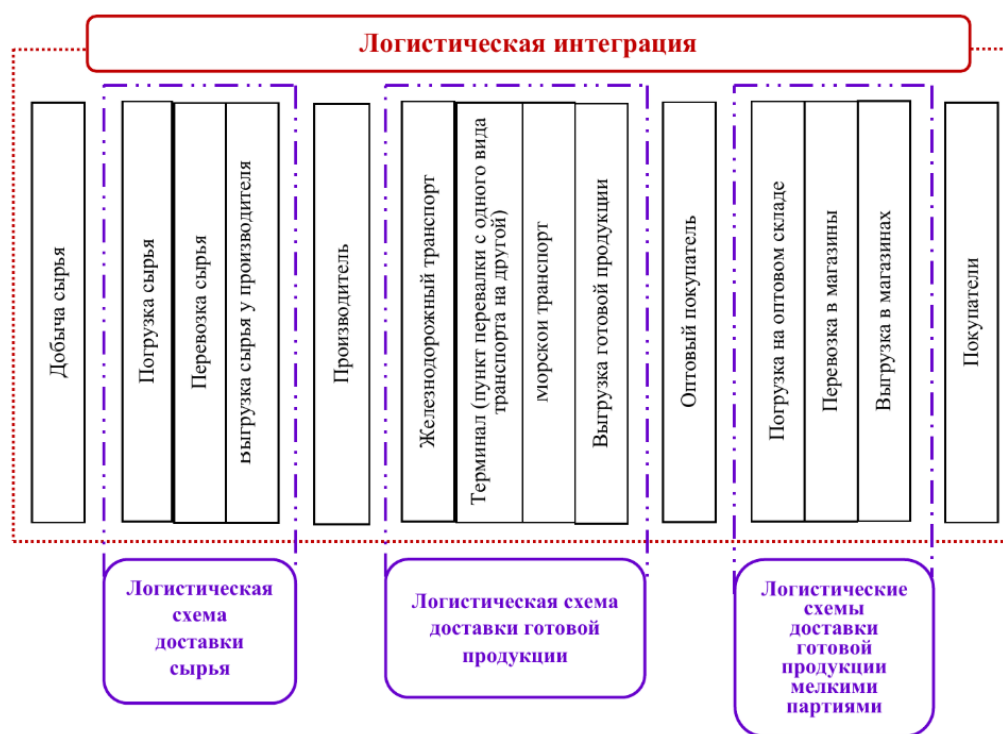 Логистическая интеграция
Добыча сырья
Погрузка сырья
Перевозка сырья
Выгрузка сырья у производителя
Производитель
Железнодорожный транспорт
Терминал (пункт перевалки с одного вида
транспорта на другой)
морской транспорт
Выгрузка готовой продукции
Оптовый покупатель
Погрузка на оптовом складе
Перевозка в магазины
Выгрузка в магазинах
Покупатели
Логистическая
схема
доставки
сырья
Логистическая схема
доставки готовой
продукции
Логистические
схемы
доставки
готовой
продукции
мелкими
партиями